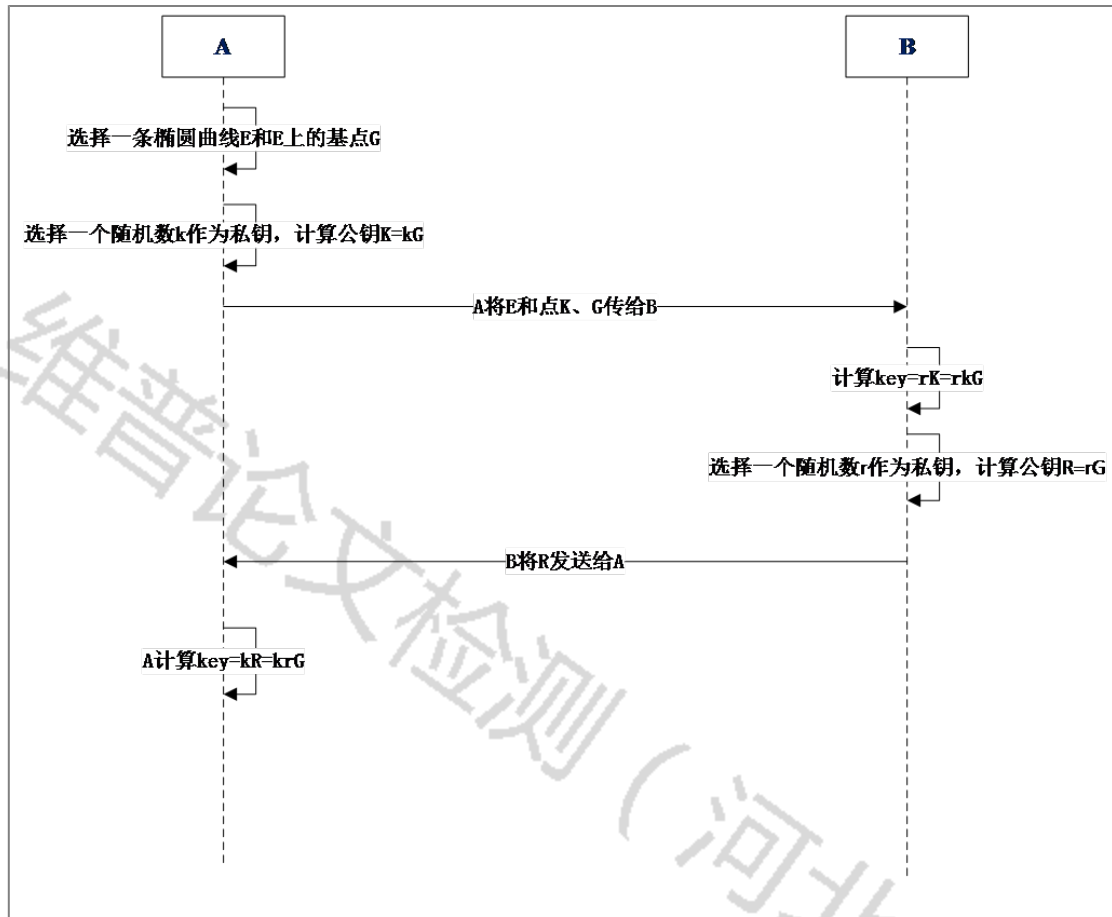 A
B
选择一条椭圆曲线E和E上的基点G
选择一个随机数k作为私钥，计算公钥K=kG
A将E和点K、G传给B
计算key=rK=rkG
选择一个随机数r作为私钥，计算公钥R=rG
B将R发送给A
A计算key=kR=krG
维普论文检测（河北